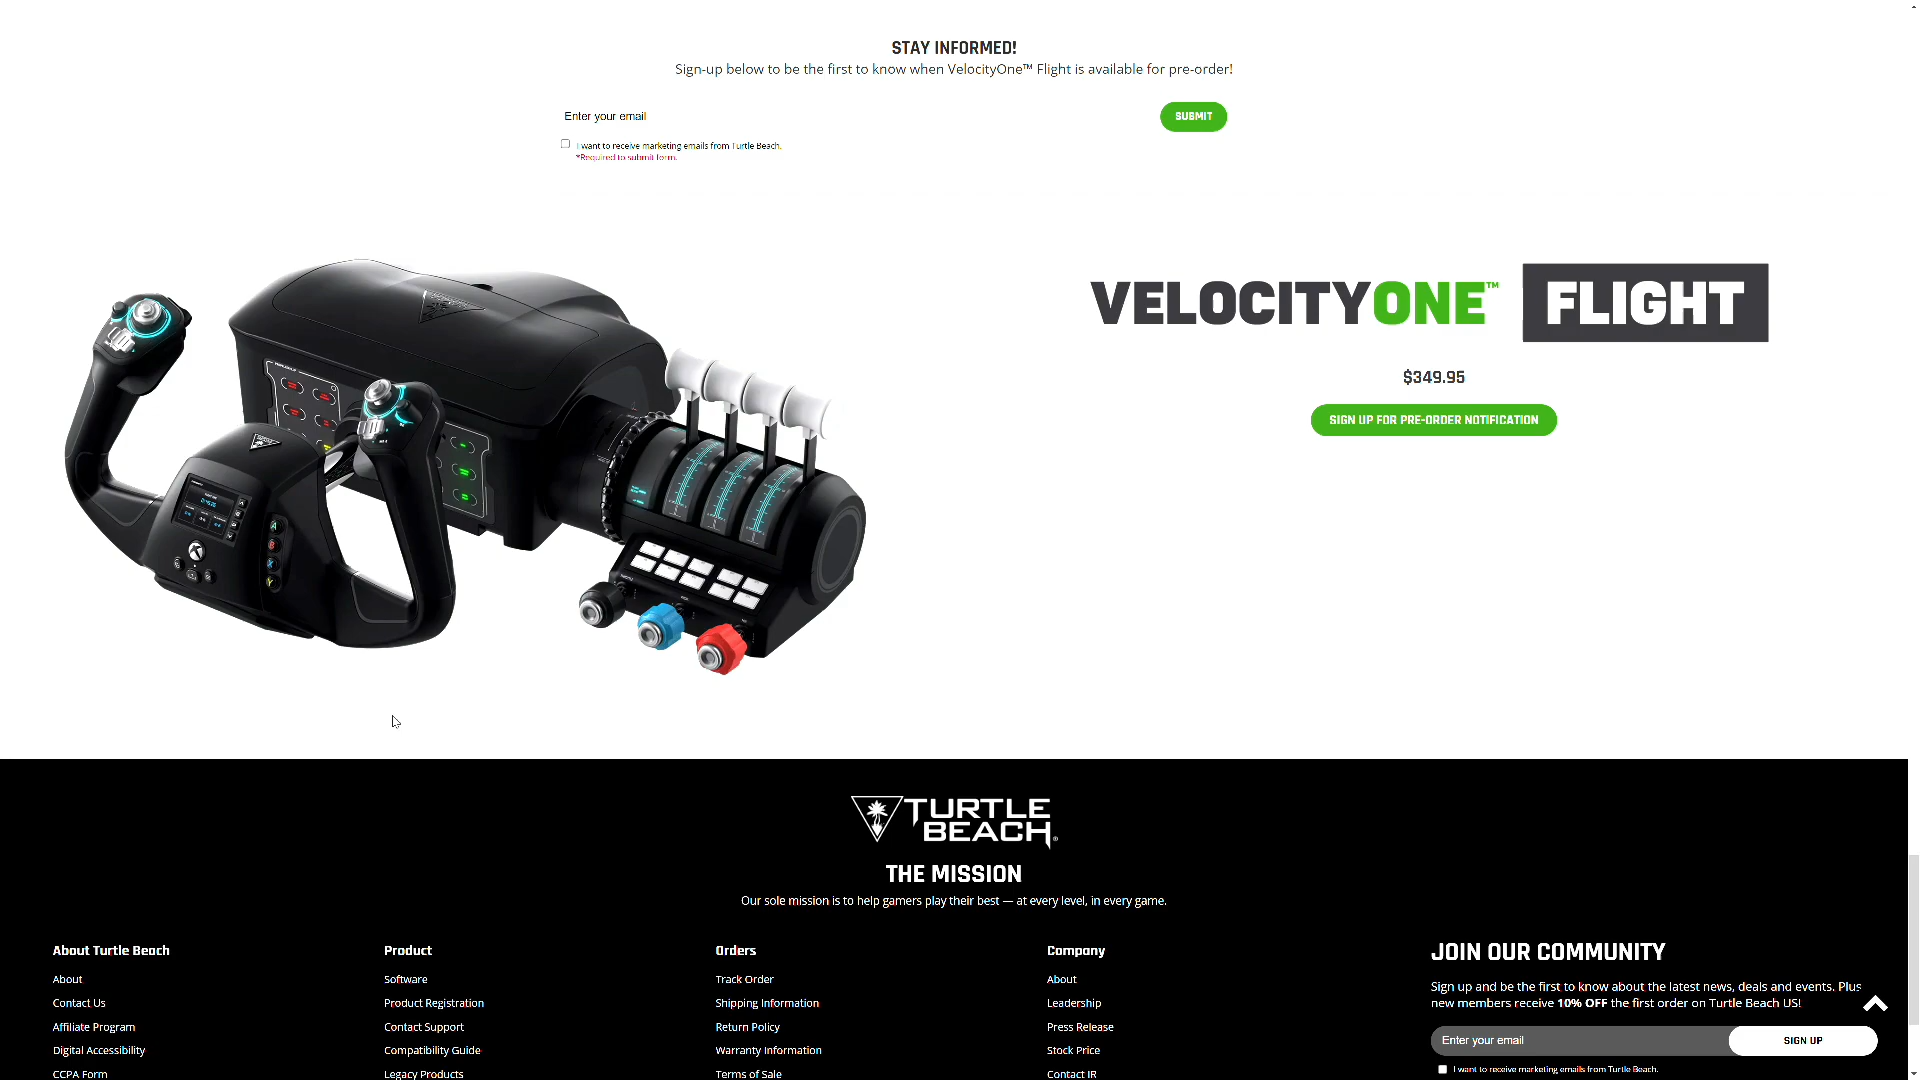 STAY INFORMED!
Sign-up below to be the first to know when VelocityOne™ Flight is available for pre-order!
Enter your email
SUBMIT
I want to receive marketing emails from Turtle Beach.
*Required to submit form.
VELOCITYONE™ FLIGHT
$349.95
SIGN UP FOR PRE-ORDER NOTIFICATION
A
B
X
Y
TURTLE
BEACH®
THE MISSION
Our sole mission is to help gamers play their best — at every level, in every game.
About Turtle Beach
About
Contact Us
Affiliate Program
Digital Accessibility
CCPA Form
Product
Software
Product Registration
Contact Support
Compatibility Guide
Legacy Products
Orders
Track Order
Shipping Information
Return Policy
Warranty Information
Terms of Sale
Company
About
Leadership
Press Release
Stock Price
Contact IR
JOIN OUR COMMUNITY
Sign up and be the first to know about the latest news, deals and events. Plus
new members receive 10% OFF the first order on Turtle Beach US!
Enter your email
SIGN UP
I want to receive marketing emails from Turtle Beach.